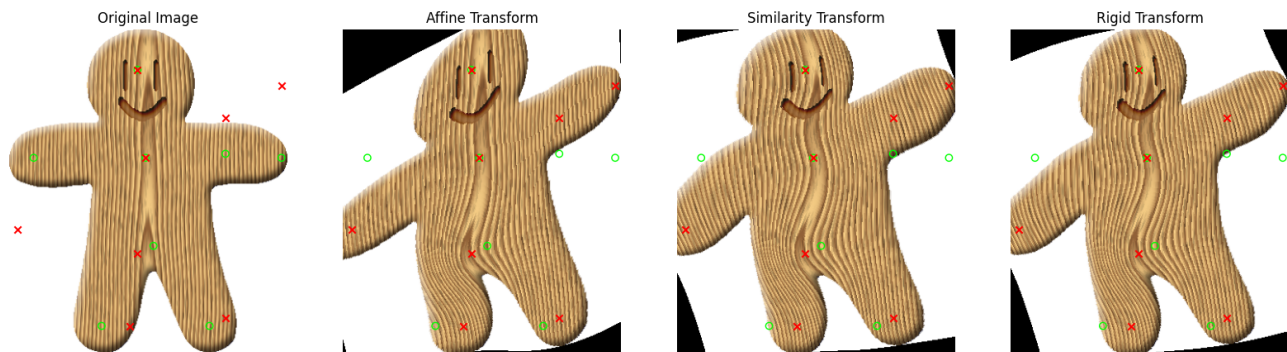 Original Image
Affine Transform
Similarity Transform
Rigid Transform